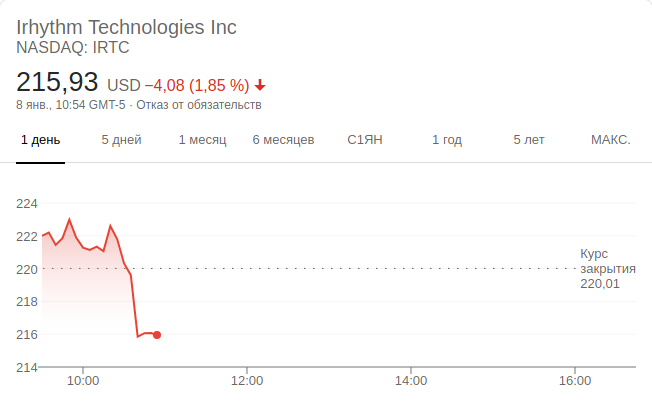 Irhythm Technologies Inc
NASDAQ: IRTC
215,93 USD −4,08 (1,85 %)
8 янв., 10:54 GMT-5 · Отказ от обязательств
1 день 5 дней 1 месяц 6 месяцев С1ЯН 1 год 5 лет МАКС.
224
222
220
218
216
214
Курс
закрытия
220,01
10:00 12:00 14:00 16:00